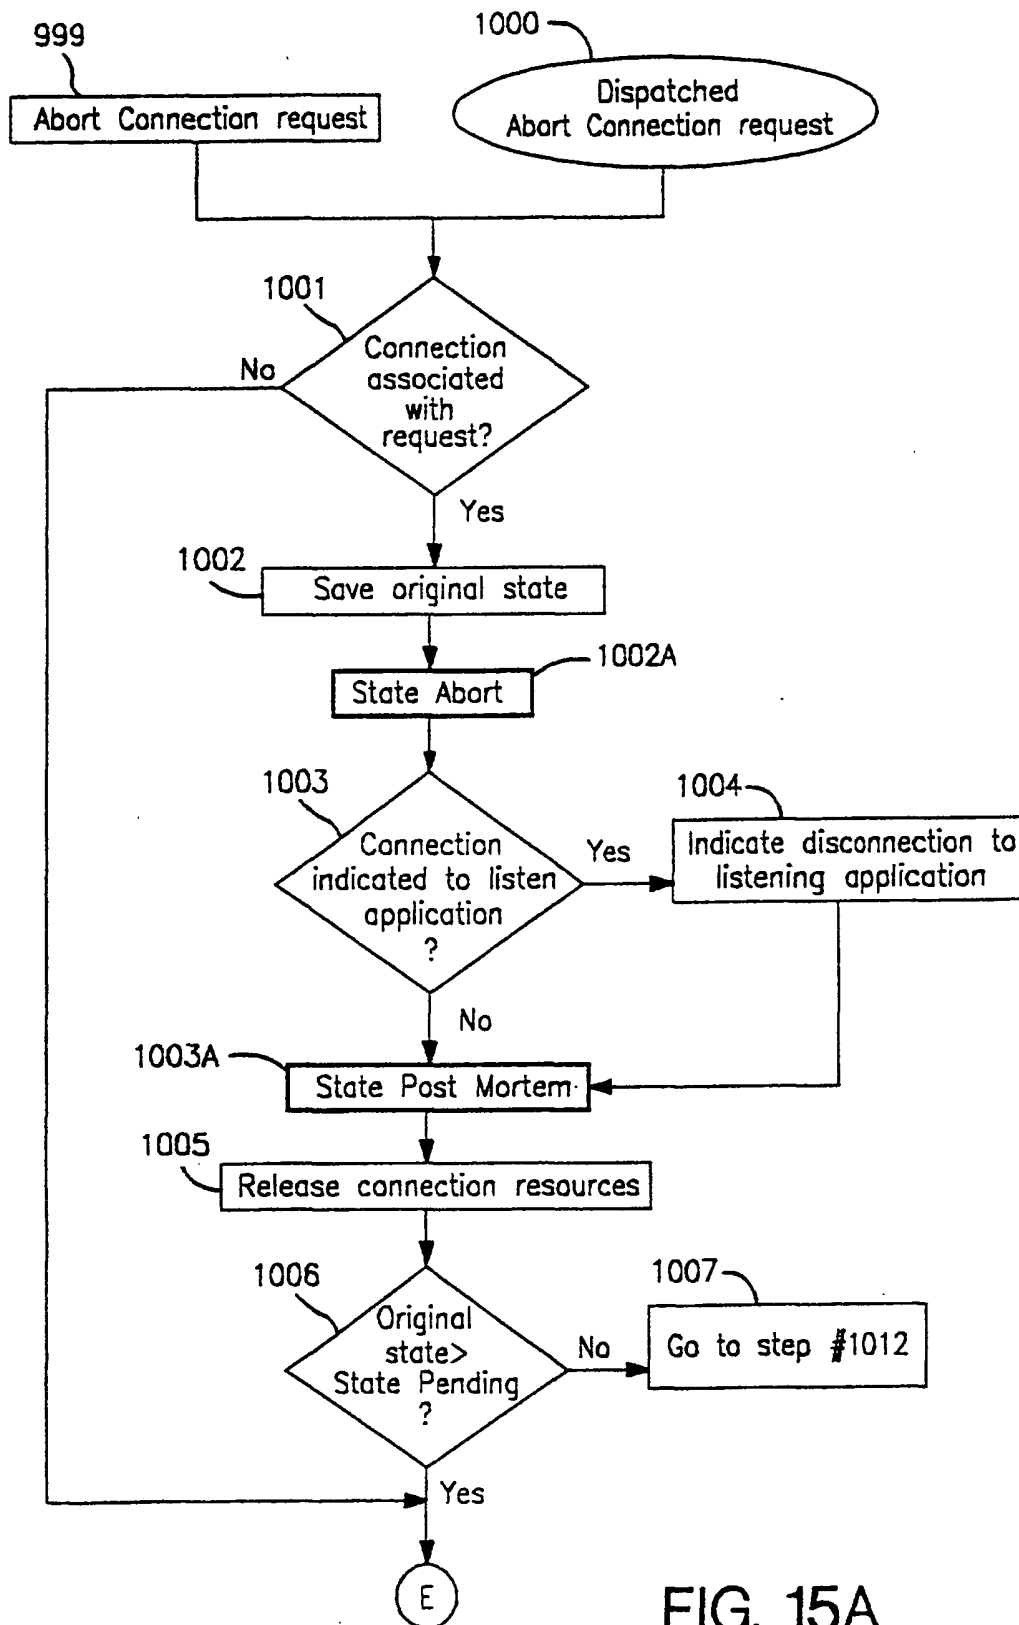 999
1000
Abort Connection request
Dispatched
Abort Connection request
1001
Connection
associated
with
request?
No
Yes
1002
Save original state
1002A
State Abort
1003
Connection
indicated to listen
application
?
Yes
1004
Indicate disconnection to
listening application
No
1003A
State Post Mortem
1005
Release connection resources
1006
Original
state>
State Pending
?
No
1007
Go to step #1012
Yes
E
FIG. 15A